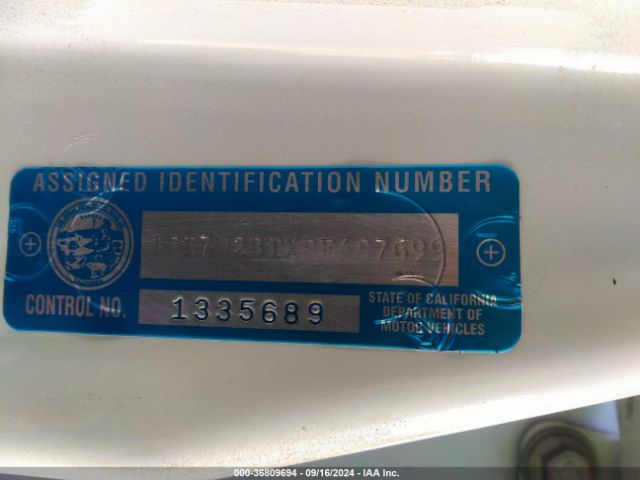 ASSIGNED IDENTIFICATION NUMBER
CONTROL NO. 1335689
STATE OF CALIFORNIA
DEPARTMENT OF
MOTOR VEHICLES
000-36809694 - 09/16/2024 - IAA Inc.